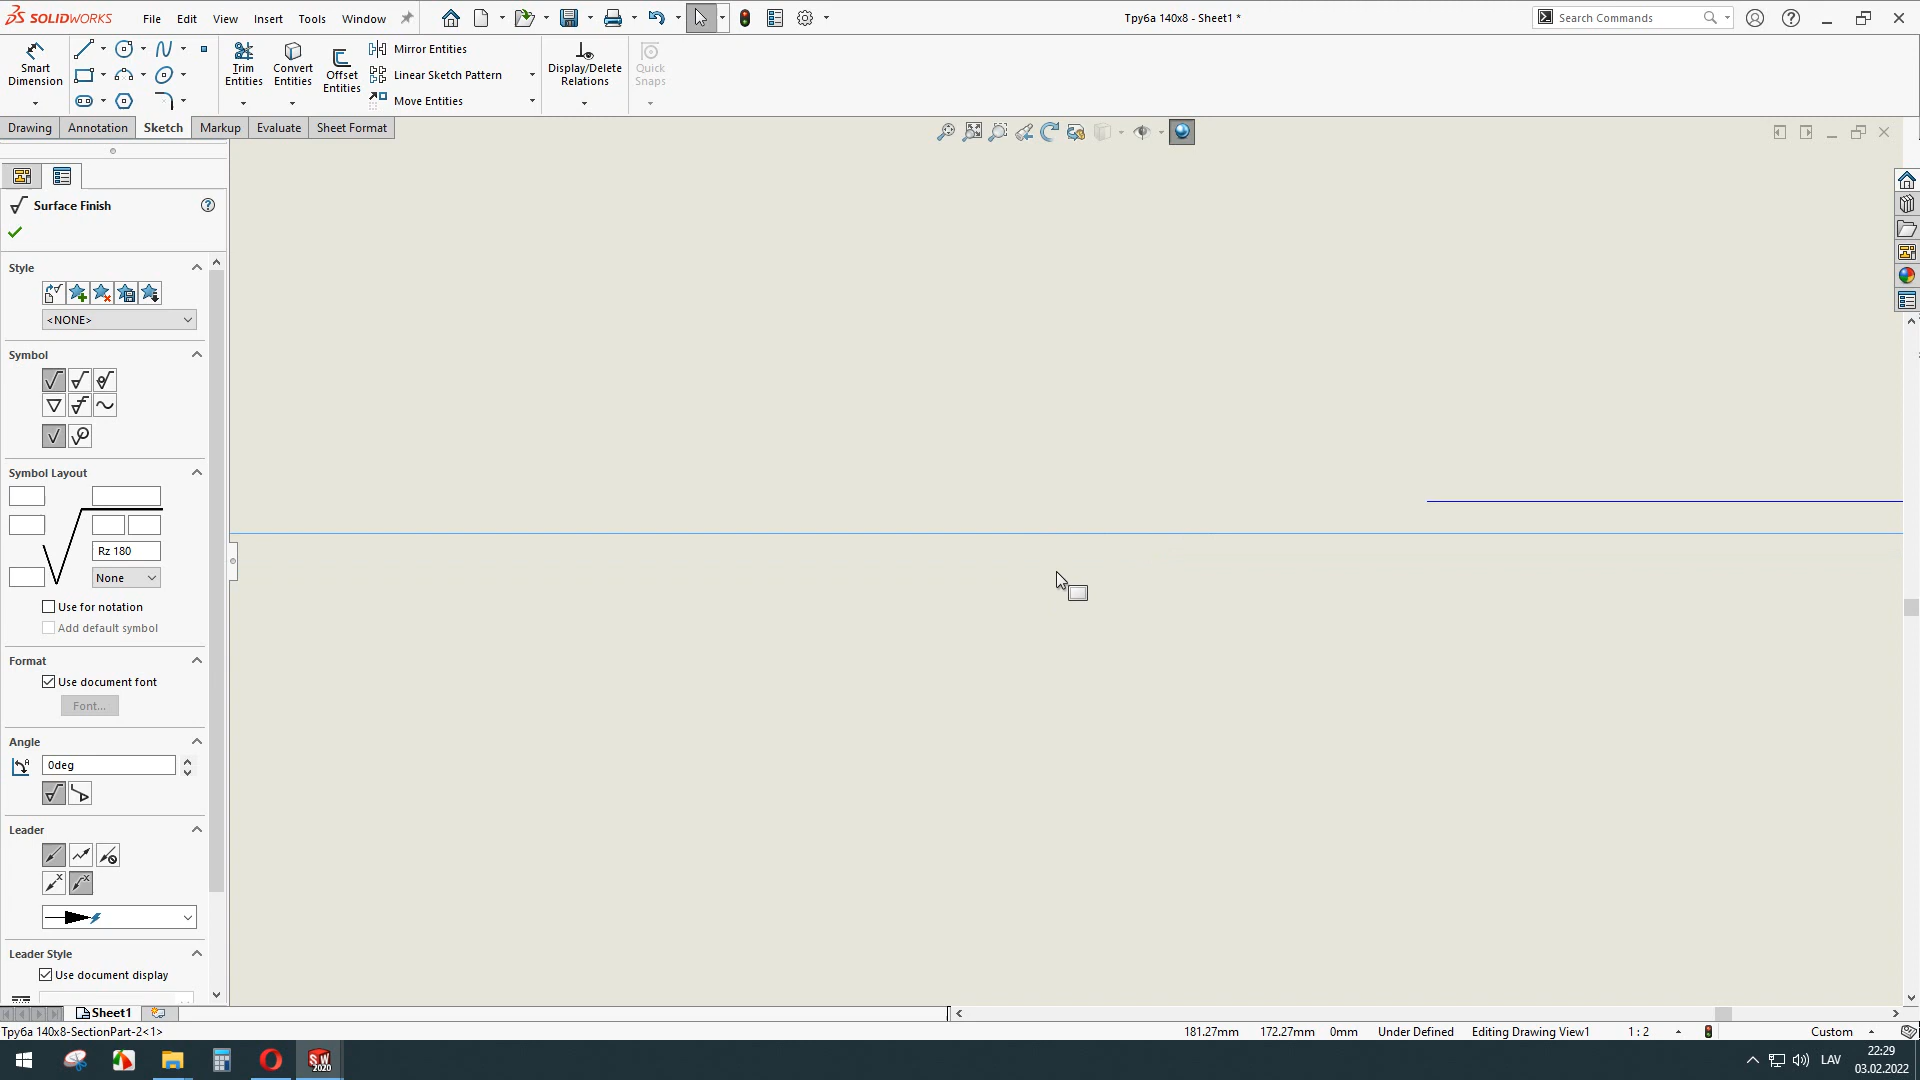 SOLIDWORKS
File
Edit
View
Insert
Tools
Window
Труба 140x8 - Sheet1 *
Search Commands
Smart
Dimension
Trim
Entities
Convert
Entities
Offset
Entities
Mirror Entities
Linear Sketch Pattern
Move Entities
Display/Delete
Relations
Quick
Snaps
Drawing
Annotation
Sketch
Markup
Evaluate
Sheet Format
Surface Finish
Style
<NONE>
Symbol
Symbol Layout
Rz 180
None
Use for notation
Add default symbol
Format
Use document font
Font...
Angle
0deg
Leader
Leader Style
Use document display
Sheet1
Труба 140x8-SectionPart-2<1>
181.27mm
172.27mm
0mm
Under Defined
Editing Drawing View1
1 : 2
Custom
SW
2020
LAV
22:29
03.02.2022